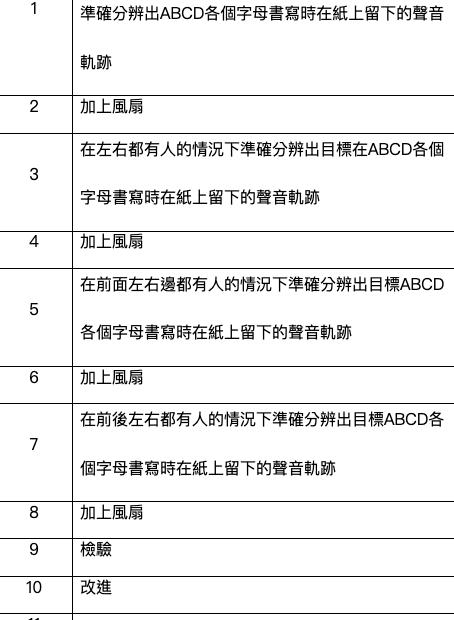 1
準確分辨出ABCD各個字母書寫時在紙上留下的聲音
軌跡
2 加上風扇
在左右都有人的情況下準確分辨出目標在ABCD各個
3
字母書寫時在紙上留下的聲音軌跡
4 加上風扇
在前面左右邊都有人的情況下準確分辨出目標ABCD
5
各個字母書寫時在紙上留下的聲音軌跡
6 加上風扇
在前後左右都有人的情況下準確分辨出目標ABCD各
7
個字母書寫時在紙上留下的聲音軌跡
8 加上風扇
9 檢驗
10 改進